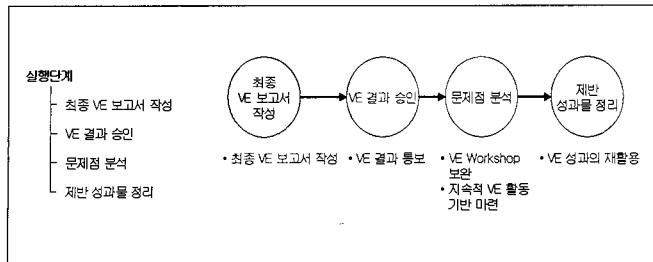 실행단계
최종 VE 보고서 작성
VE 결과 승인
문제점 분석
제반 성과물 정리
최종
VE 보고서
작성
VE 결과 승인
문제점 분석
제반
성과물 정리
• 최종 VE 보고서 작성
• VE 결과 통보
• VE Workshop
보완
• 지속적 VE 활동
기반 마련
• VE 성과의 재활용